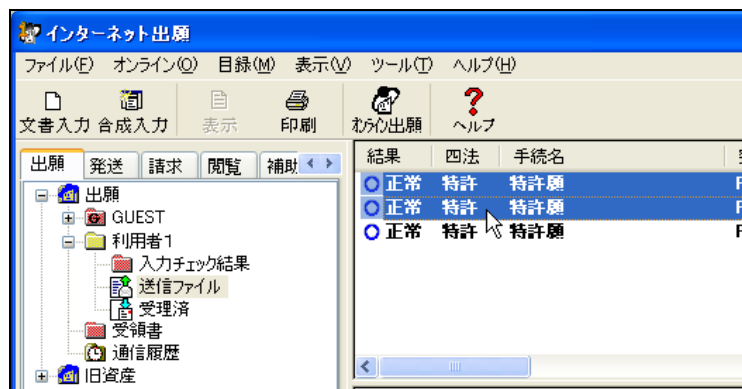 インターネット出願
ファイル(F) オンライン(O) 目録(M) 表示(V) ツール(T) ヘルプ(H)
文書入力 合成入力 表示 印刷 オンライン出願 ヘルプ
出願 発送 請求 閲覧 補助
結果 四法 手続名
出願
GUEST
利用者1
入力チェック結果
送信ファイル
受理済
受領書
通信履歴
旧資産
正常 特許 特許願
正常 特許 特許願
正常 特許 特許願